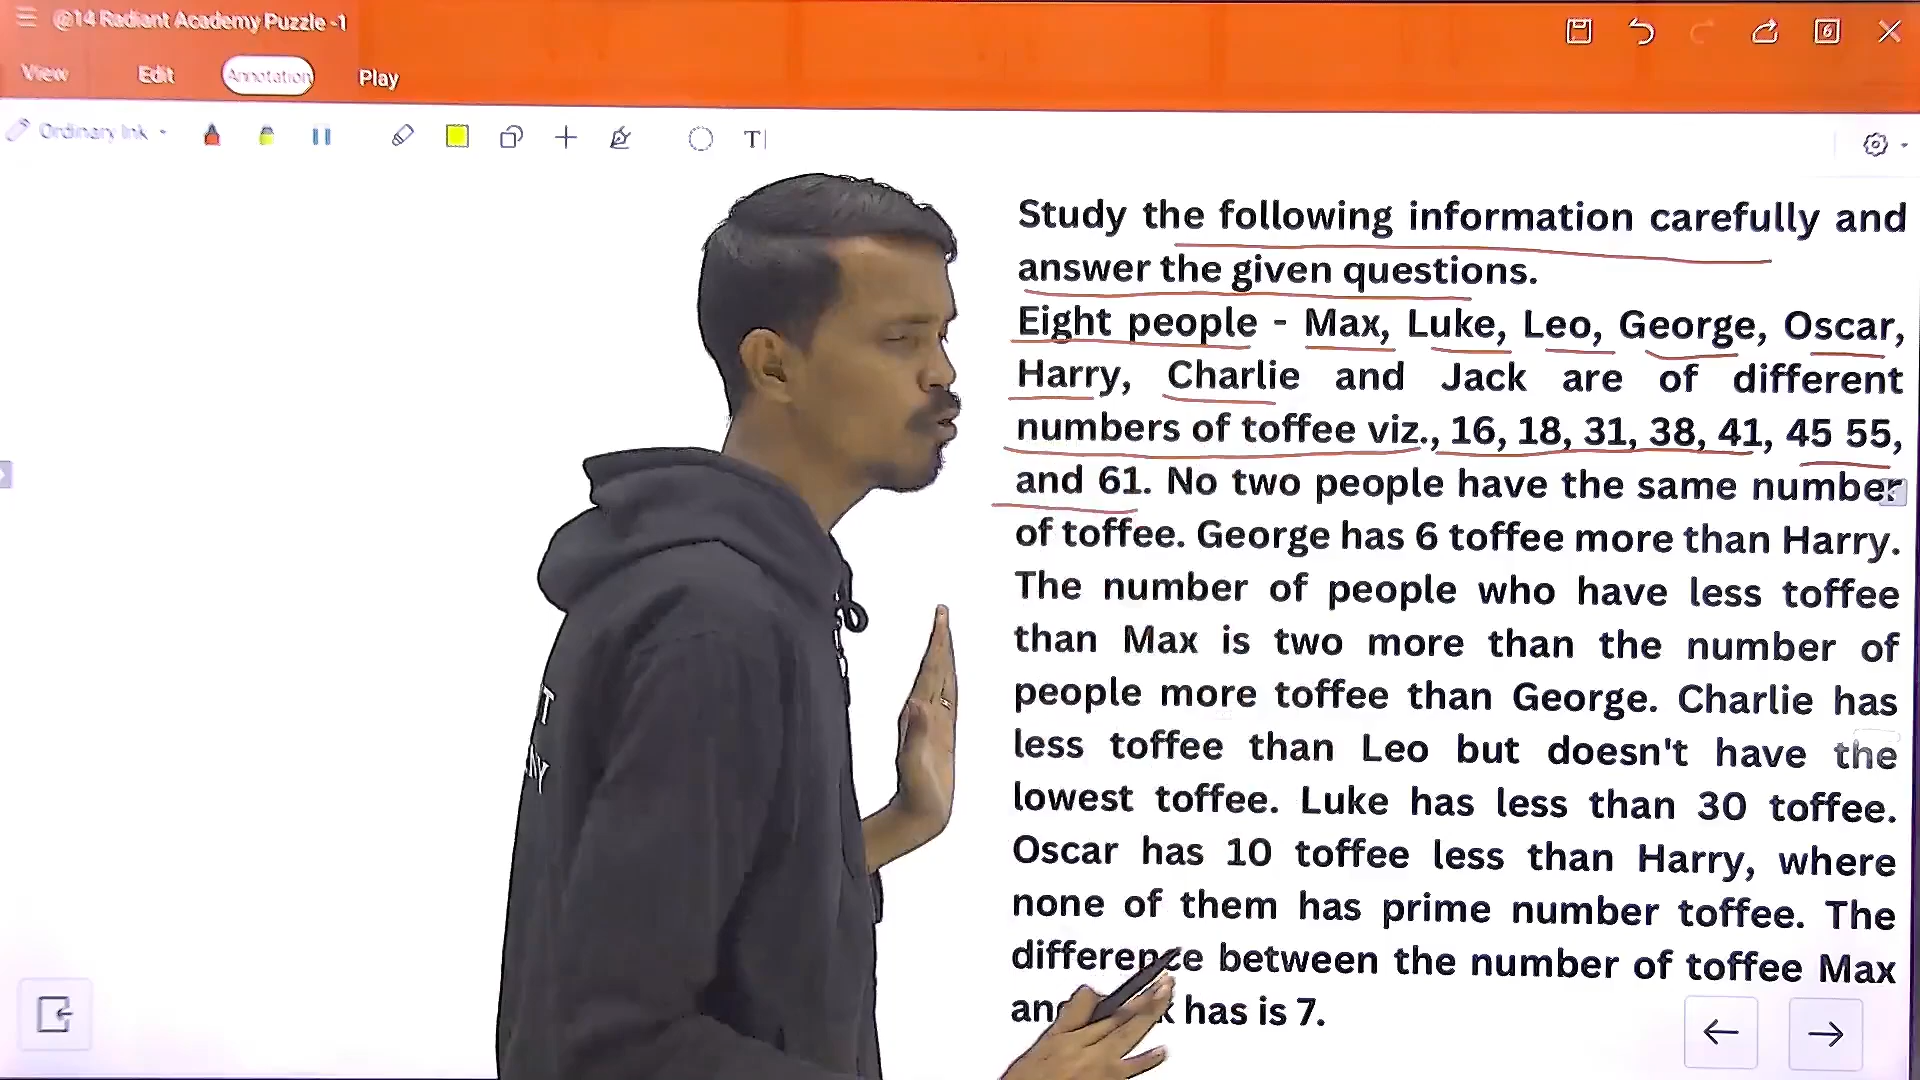 @14 Radiant Academy Puzzle -1
6
View Edit Annotation Play
Ordinary Ink
T
Study the following information carefully and
answer the given questions.
Eight people - Max, Luke, Leo, George, Oscar,
Harry, Charlie and Jack are of different
numbers of toffee viz., 16, 18, 31, 38, 41, 45 55,
and 61. No two people have the same number
of toffee. George has 6 toffee more than Harry.
The number of people who have less toffee
than Max is two more than the number of
people more toffee than George. Charlie has
less toffee than Leo but doesn't have the
lowest toffee. Luke has less than 30 toffee.
Oscar has 10 toffee less than Harry, where
none of them has prime number toffee. The
difference between the number of toffee Max
has is 7.